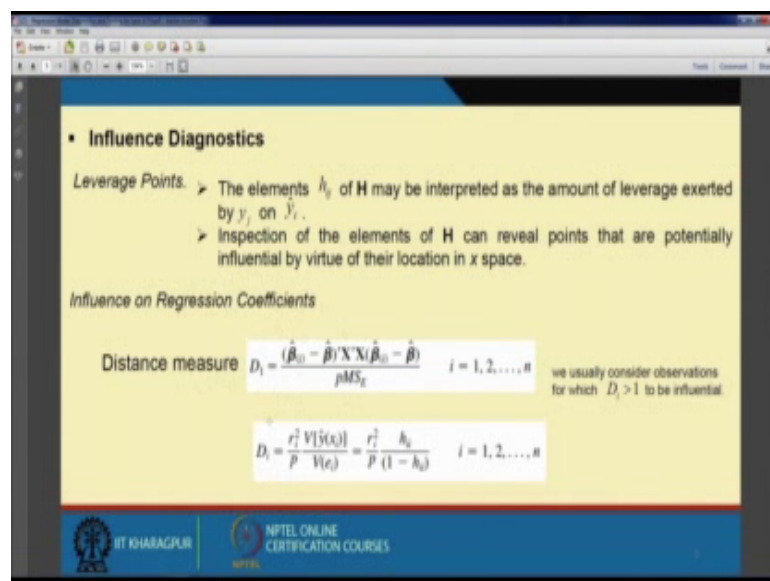 • Influence Diagnostics
Leverage Points. ➢ The elements h_ij of H may be interpreted as the amount of leverage exerted
by y_j on ŷ_i .
➢ Inspection of the elements of H can reveal points that are potentially
influential by virtue of their location in x space.
Influence on Regression Coefficients
Distance measure D_i = (β̂_(i) − β̂)′X′X(β̂_(i) − β̂) / pMS_E i = 1, 2, . . . , n
we usually consider observations
for which D_i > 1 to be influential.
D_i = r_i² / p V[ŷ(x_i)] / V(e_i) = r_i² / p h_ii / (1 − h_ii) i = 1, 2, . . . , n
IIT KHARAGPUR
NPTEL ONLINE
CERTIFICATION COURSES
NPTEL